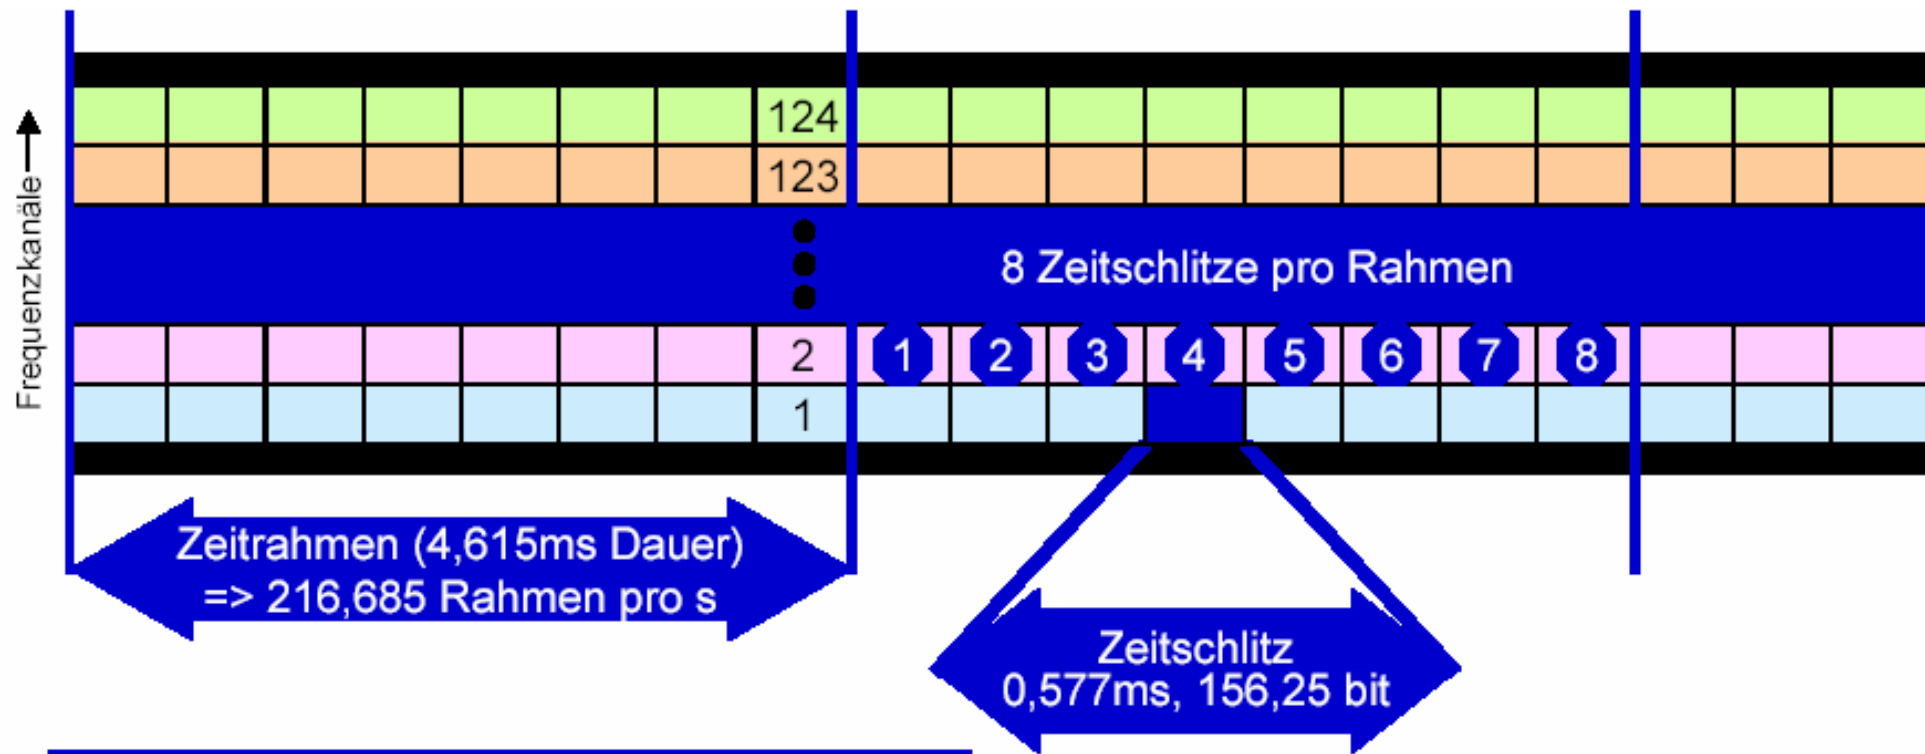 Frequenzkanäle
124
123
8 Zeitschlitze pro Rahmen
2 1 2 3 4 5 6 7 8
1
Zeitrahmen (4,615ms Dauer)
=> 216,685 Rahmen pro s
Zeitschlitz
0,577ms, 156,25 bit